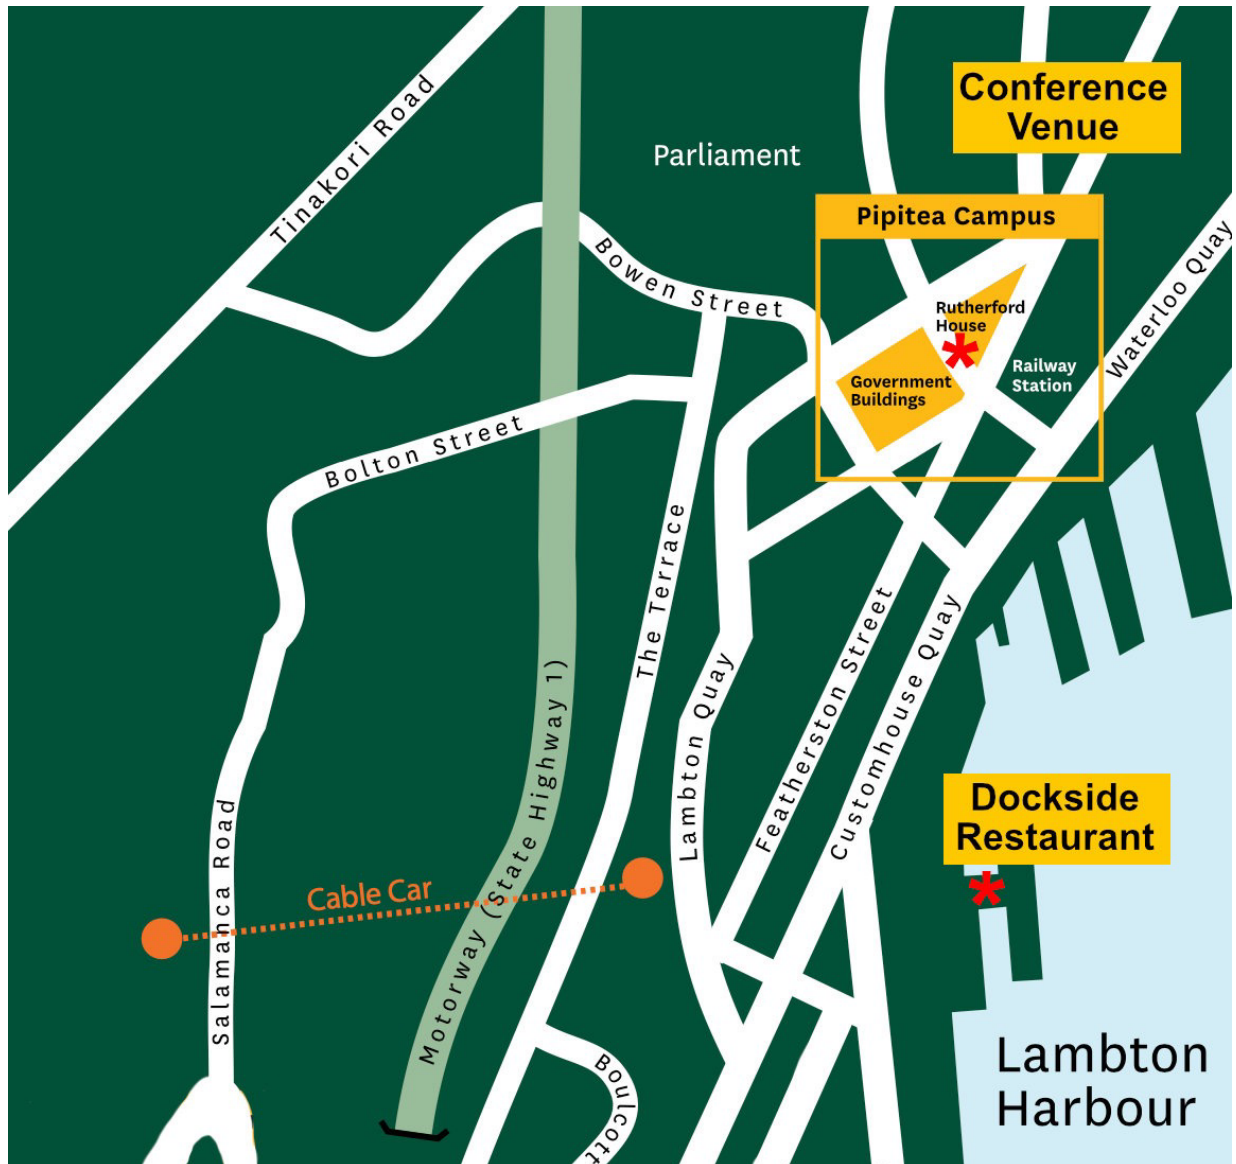 Conference
Venue
Tinakori Road
Parliament
Pipitea Campus
Bowen Street
Waterloo Quay
Rutherford
House
Railway
Station
Government
Buildings
Bolton Street
The Terrace
Featherston Street
Customhouse Quay
Lambton Quay
Motorway (State Highway 1)
Dockside
Restaurant
Salamanca Road
Cable Car
Lambton
Harbour
Boulcott